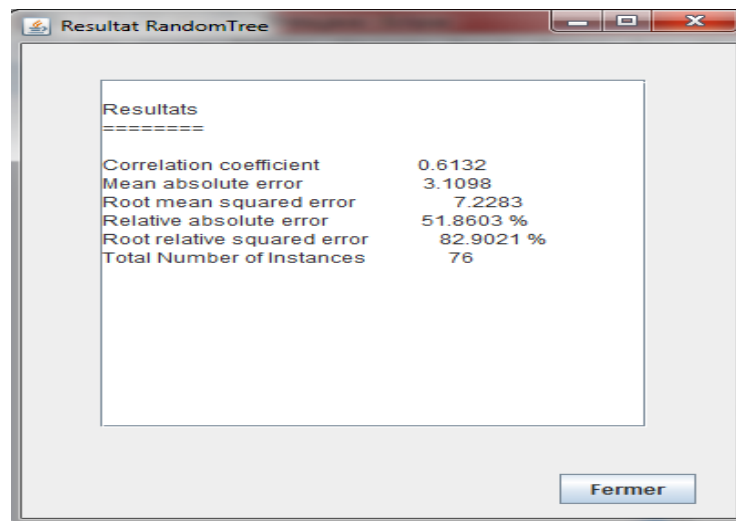 Resultat RandomTree
Resultats
========
Correlation coefficient 0.6132
Mean absolute error 3.1098
Root mean squared error 7.2283
Relative absolute error 51.8603 %
Root relative squared error 82.9021 %
Total Number of Instances 76
Fermer